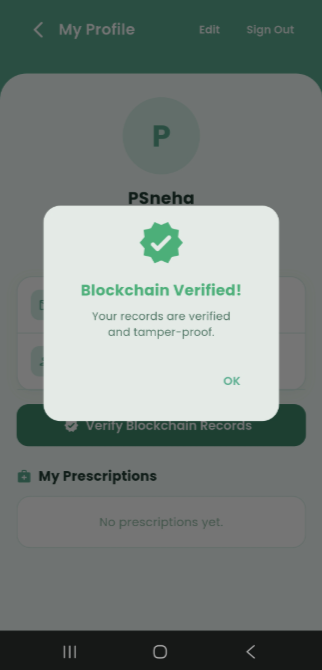 My Profile
Edit
Sign Out
P
PSneha
Blockchain Verified!
Your records are verified
and tamper-proof.
OK
Verify Blockchain Records
My Prescriptions
No prescriptions yet.